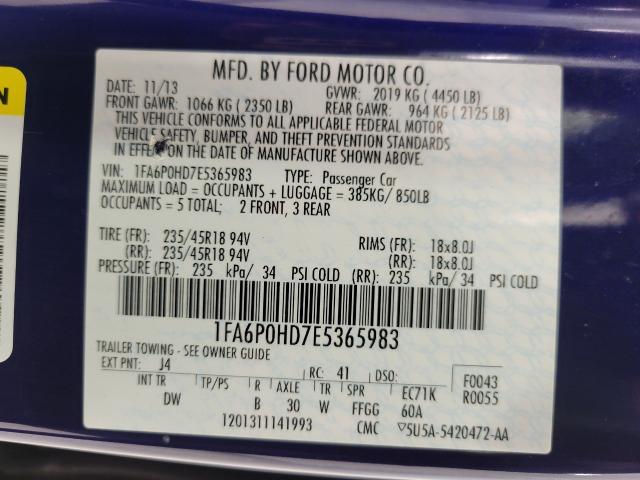 N
MFD. BY FORD MOTOR CO.
DATE: 11/13 GVWR: 2019 KG ( 4450 LB)
FRONT GAWR: 1066 KG ( 2350 LB) REAR GAWR: 964 KG ( 2125 LB)
THIS VEHICLE CONFORMS TO ALL APPLICABLE FEDERAL MOTOR
VEHICLE SAFETY, BUMPER, AND THEFT PREVENTION STANDARDS
IN EFFECT ON THE DATE OF MANUFACTURE SHOWN ABOVE.
VIN: 1FA6P0HD7E5365983 TYPE: Passenger Car
MAXIMUM LOAD = OCCUPANTS + LUGGAGE = 385KG/ 850LB
OCCUPANTS = 5 TOTAL; 2 FRONT, 3 REAR
TIRE (FR): 235/45R18 94V RIMS (FR): 18x8.0J
(RR): 235/45R18 94V (RR): 18x8.0J
PRESSURE (FR): 235 kPa/ 34 PSI COLD (RR): 235 kPa/ 34 PSI COLD
1FA6P0HD7E5365983
TRAILER TOWING - SEE OWNER GUIDE
EXT PNT: J4 RC: 41 DSO: F0043
INT TR TP/PS R AXLE TR SPR EC71K R0055
DW B 30 W FFGG 60A
1201311141993 CMC 5U5A-5420472-AA